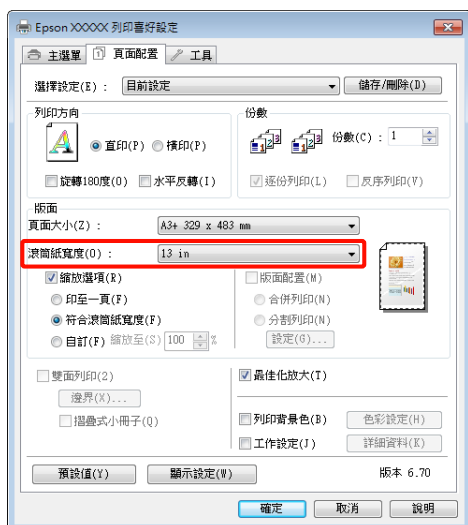 Epson XXXXX 列印喜好設定
主選單 頁面配置 工具
選擇設定(E)： 目前設定 儲存/刪除(D)
列印方向 份數
直印(P) 橫印(P) 份數(C)： 1
旋轉180度(0) 水平反轉(I) 逐份列印(L) 反序列印(V)
版面
頁面大小(Z)： A3+ 329 x 483 mm
滾筒紙寬度(O)： 13 in
縮放選項(R) 版面配置(M)
印至一頁(F) 合併列印(N)
符合滾筒紙寬度(F) 分割列印(N)
自訂(F) 縮放至(S) 100 % 設定(G)...
雙面列印(2) 最佳化放大(T)
邊界(X)...
摺疊式小冊子(Q) 列印背景色(B) 色彩設定(H)
工作設定(J) 詳細資料(K)
預設值(Y) 顯示設定(W) 版本 6.70
確定 取消 說明